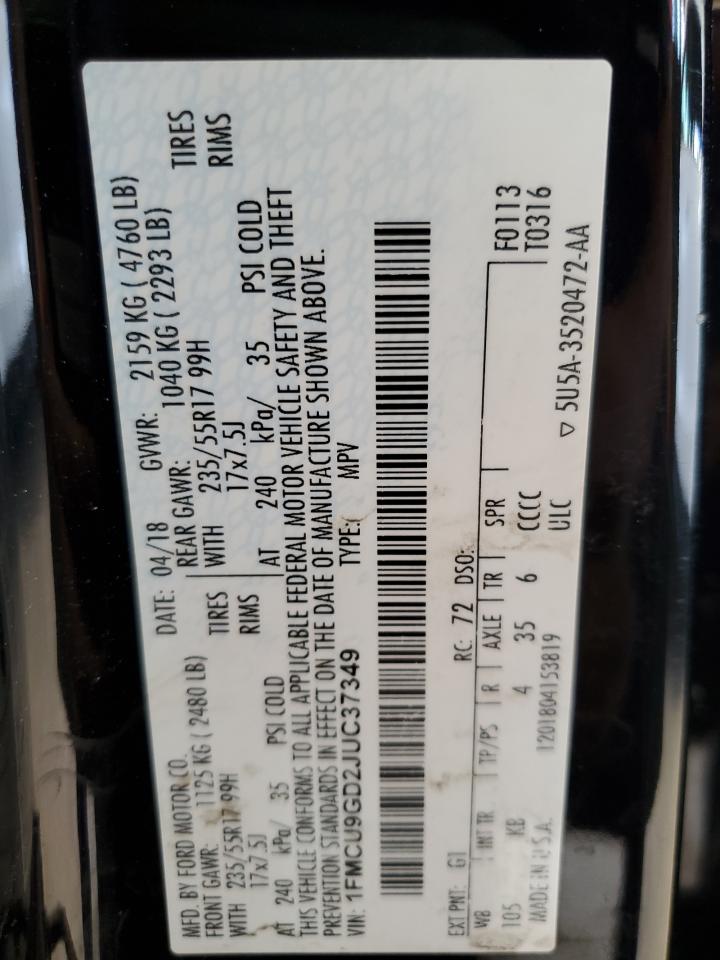 MFD. BY FORD MOTOR CO. DATE: 04/18 GVWR: 2159 KG ( 4760 LB)
FRONT GAWR: 1125 KG ( 2480 LB) REAR GAWR: 1040 KG ( 2293 LB)
WITH 235/55R17 99H TIRES WITH 235/55R17 99H TIRES
17x7.5J RIMS 17x7.5J RIMS
AT 240 kPa/ 35 PSI COLD AT 240 kPa/ 35 PSI COLD
THIS VEHICLE CONFORMS TO ALL APPLICABLE FEDERAL MOTOR VEHICLE SAFETY AND THEFT
PREVENTION STANDARDS IN EFFECT ON THE DATE OF MANUFACTURE SHOWN ABOVE.
VIN: 1FMCU9GD2JUC37349 TYPE:( MPV
EXT PNT: G1 RC: 72 DSO: F0113
WB INT TR TP/PS R AXLE TR SPR T0316
105 KB 4 35 6 CCCC
MADE IN U.S.A. 1201804153819 ULC ▽ 5U5A-3520472-AA